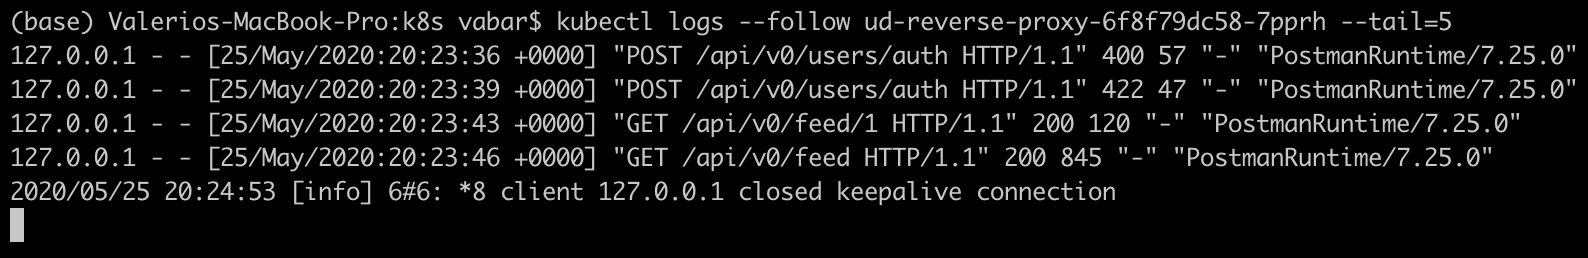 (base) Valerios-MacBook-Pro:k8s vabar$ kubectl logs --follow ud-reverse-proxy-6f8f79dc58-7pprh --tail=5
127.0.0.1 - - [25/May/2020:20:23:36 +0000] "POST /api/v0/users/auth HTTP/1.1" 400 57 "-" "PostmanRuntime/7.25.0"
127.0.0.1 - - [25/May/2020:20:23:39 +0000] "POST /api/v0/users/auth HTTP/1.1" 422 47 "-" "PostmanRuntime/7.25.0"
127.0.0.1 - - [25/May/2020:20:23:43 +0000] "GET /api/v0/feed/1 HTTP/1.1" 200 120 "-" "PostmanRuntime/7.25.0"
127.0.0.1 - - [25/May/2020:20:23:46 +0000] "GET /api/v0/feed HTTP/1.1" 200 845 "-" "PostmanRuntime/7.25.0"
2020/05/25 20:24:53 [info] 6#6: *8 client 127.0.0.1 closed keepalive connection